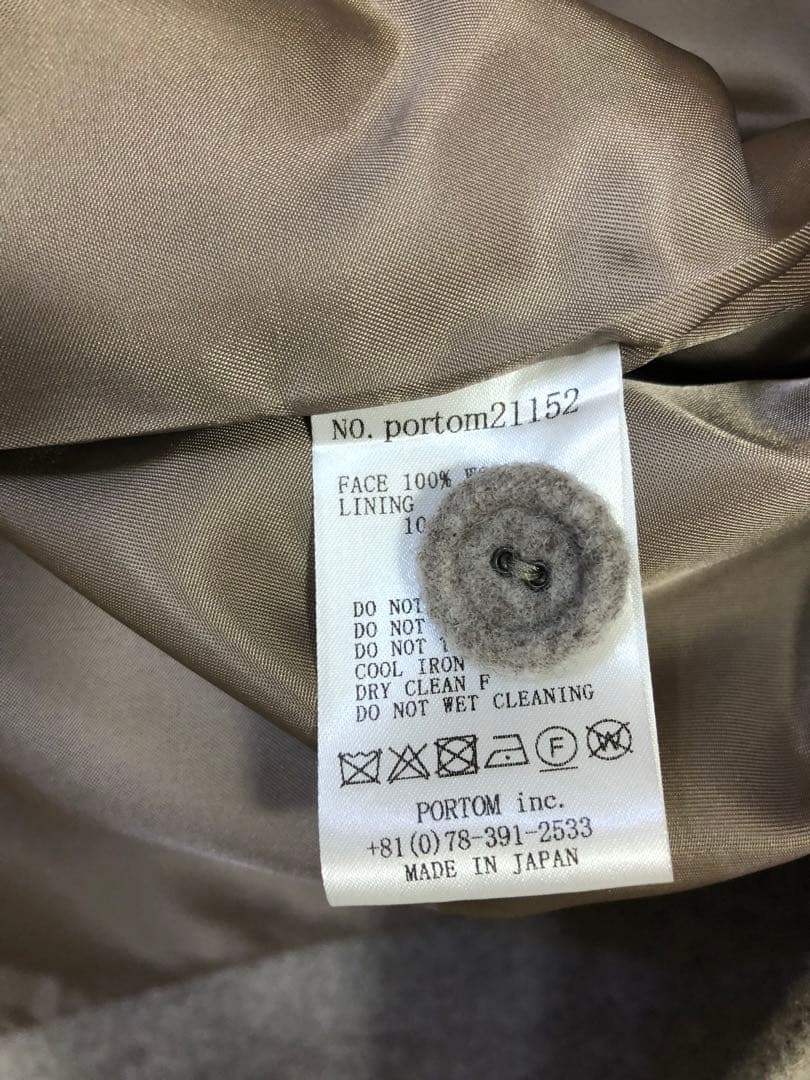 NO. portom21152
FACE 100%
LINING
DO NOT
DO NOT
DO NOT
COOL IRON
DRY CLEAN F
DO NOT WET CLEANING
F W
PORTOM inc.
+81(0)78-391-2533
MADE IN JAPAN